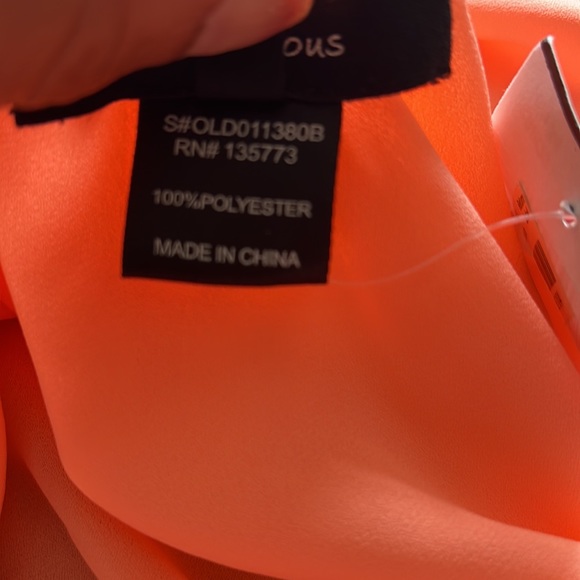 ous
S#OLD011380B
RN# 135773
100%POLYESTER
MADE IN CHINA